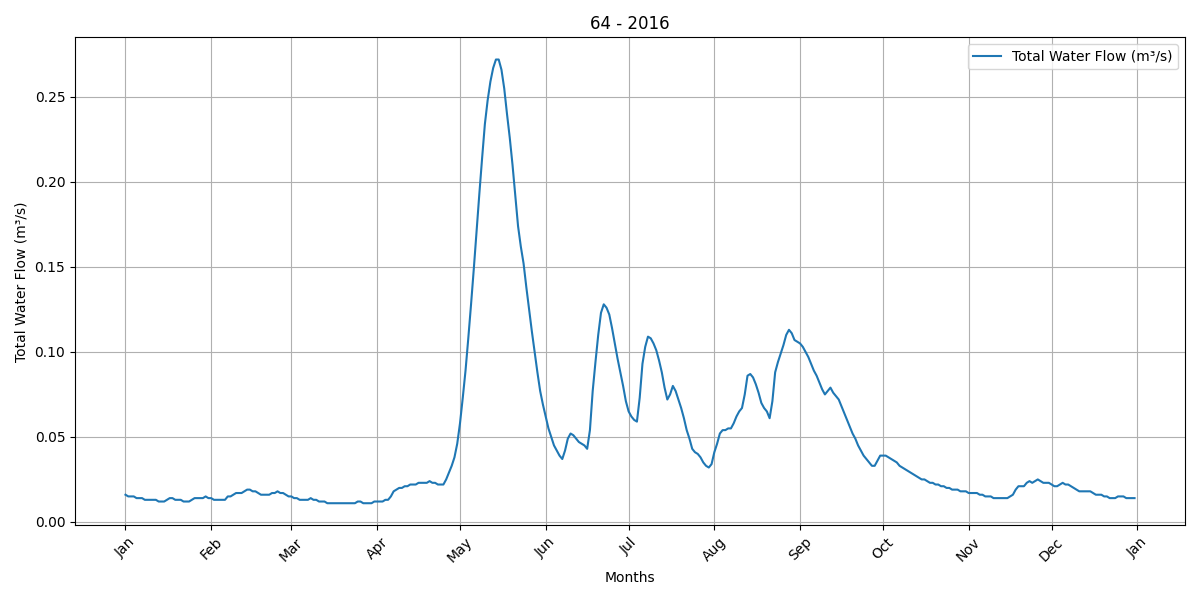 64 - 2016
Total Water Flow (m³/s)
0.25
0.20
0.15
0.10
0.05
0.00
Total Water Flow (m³/s)
Jan Feb Mar Apr May Jun Jul Aug Sep Oct Nov Dec Jan
Months